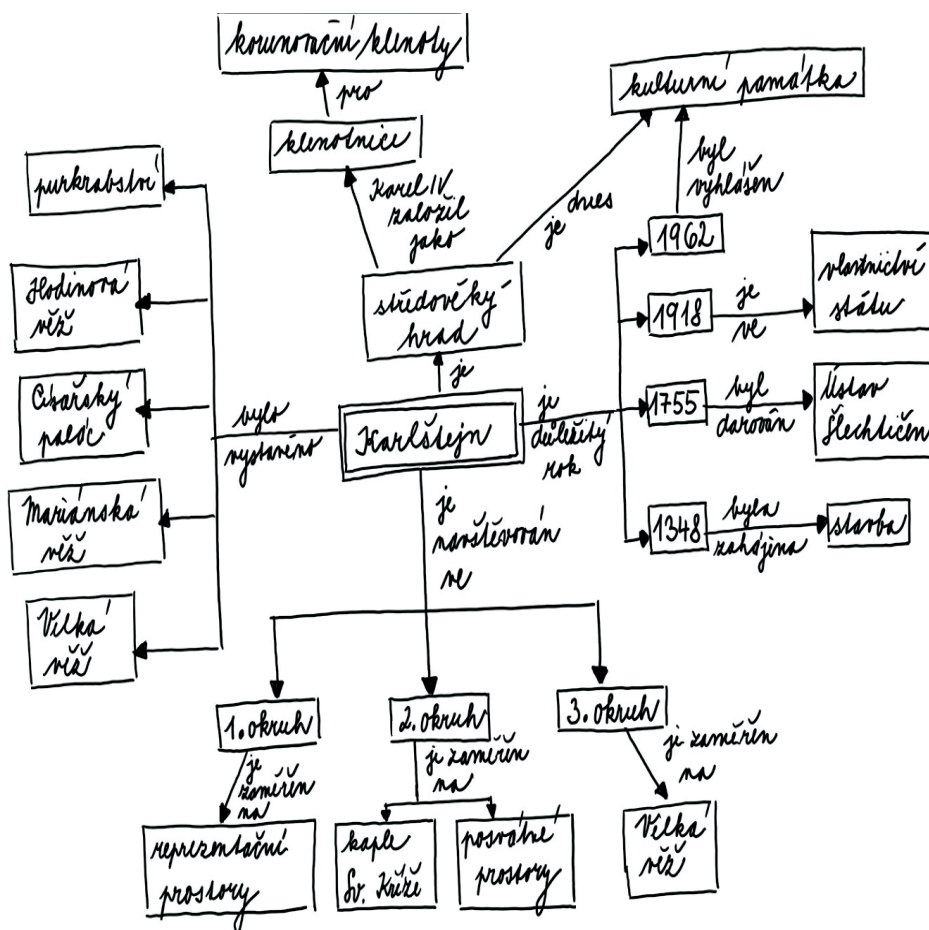 korunovační klenoty
pro
klenotnice
kulturní památka
byl
vyhlášen
Karel IV
založil
jako
dnes
je
purkrabství
1962
Hodinová
věž
středověký
hrad
1918
je
ve
vlastnictví
státu
je
Císařský
palác
bylo
vystavěno
Karlštejn
je
důležitý
rok
1755
byl
darován
Ústav
Šlechtičen
Mariánská
věž
je
navštěvován
ve
1348
byla
zahájena
stavba
Velká
věž
1. okruh
2. okruh
3. okruh
je
zaměřen
na
je zaměřen
na
je zaměřen
na
reprezentační
prostory
kaple
Sv. Kříže
posvátné
prostory
Velká
věž